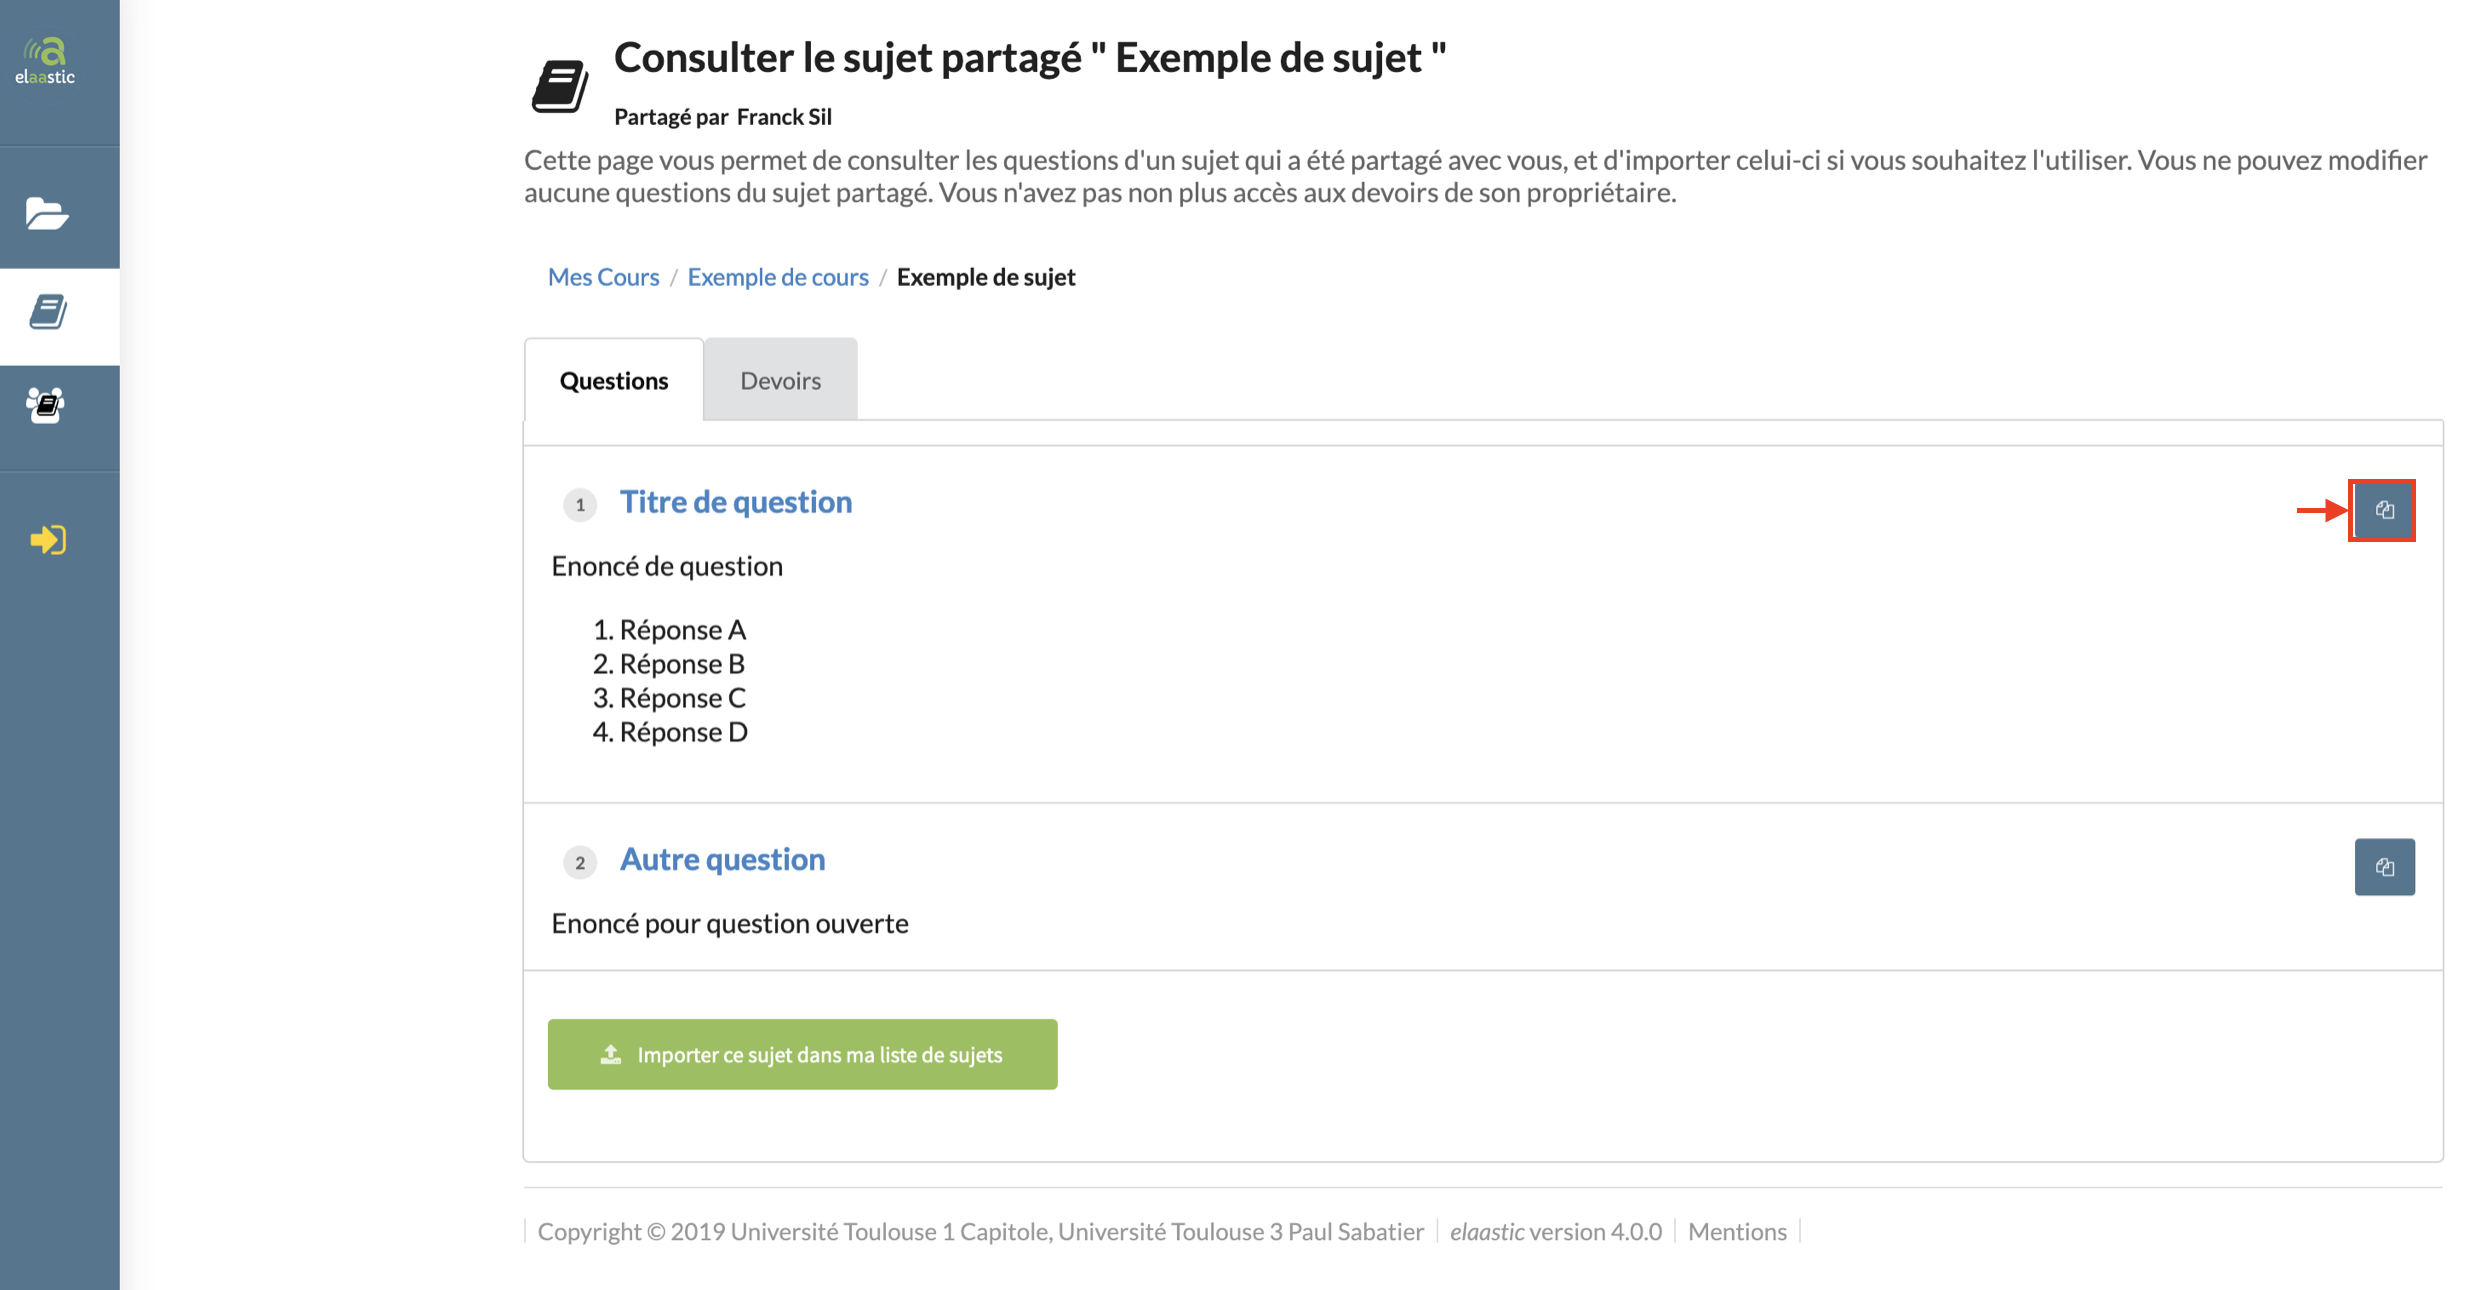 elaastic
Consulter le sujet partagé " Exemple de sujet "
Partagé par Franck Sil
Cette page vous permet de consulter les questions d'un sujet qui a été partagé avec vous, et d'importer celui-ci si vous souhaitez l'utiliser. Vous ne pouvez modifier
aucune questions du sujet partagé. Vous n'avez pas non plus accès aux devoirs de son propriétaire.
Mes Cours / Exemple de cours / Exemple de sujet
Questions Devoirs
1 Titre de question
Enoncé de question
1. Réponse A
2. Réponse B
3. Réponse C
4. Réponse D
2 Autre question
Enoncé pour question ouverte
Importer ce sujet dans ma liste de sujets
Copyright © 2019 Université Toulouse 1 Capitole, Université Toulouse 3 Paul Sabatier elaastic version 4.0.0 Mentions